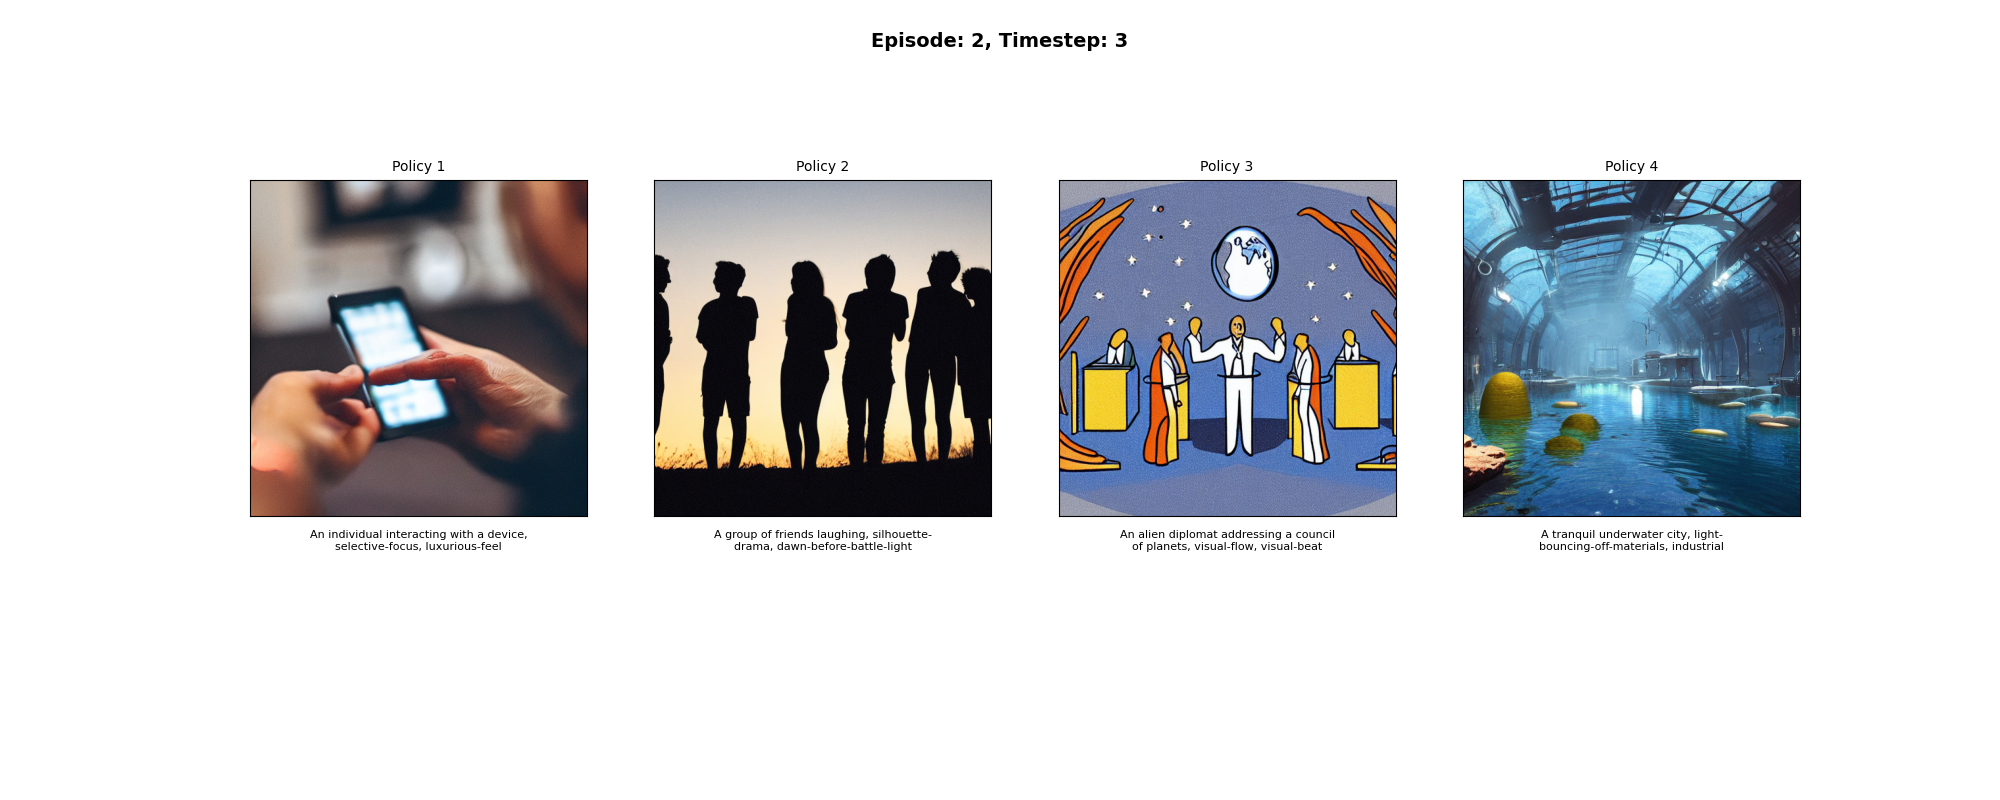 Episode: 2, Timestep: 3
Policy 1
Policy 2
Policy 3
Policy 4
An individual interacting with a device,
selective-focus, luxurious-feel
A group of friends laughing, silhouette-
drama, dawn-before-battle-light
An alien diplomat addressing a council
of planets, visual-flow, visual-beat
A tranquil underwater city, light-
bouncing-off-materials, industrial